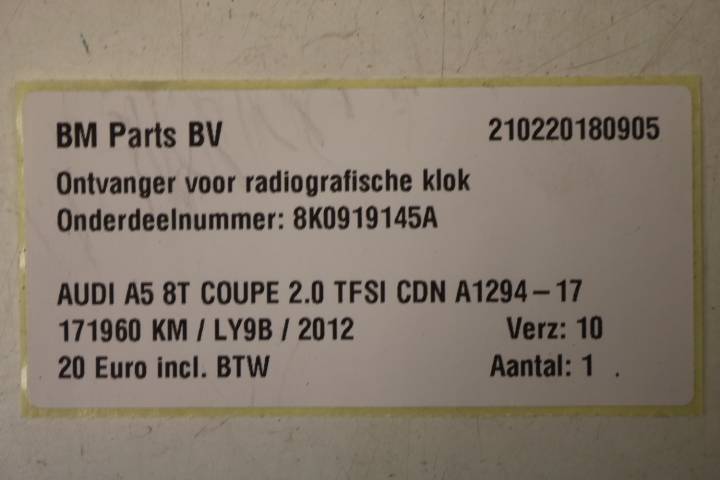 BM Parts BV 210220180905
Ontvanger voor radiografische klok
Onderdeelnummer: 8K0919145A
AUDI A5 8T COUPE 2.0 TFSI CDN A1294-17
171960 KM / LY9B / 2012 Verz: 10
20 Euro incl. BTW Aantal: 1 .